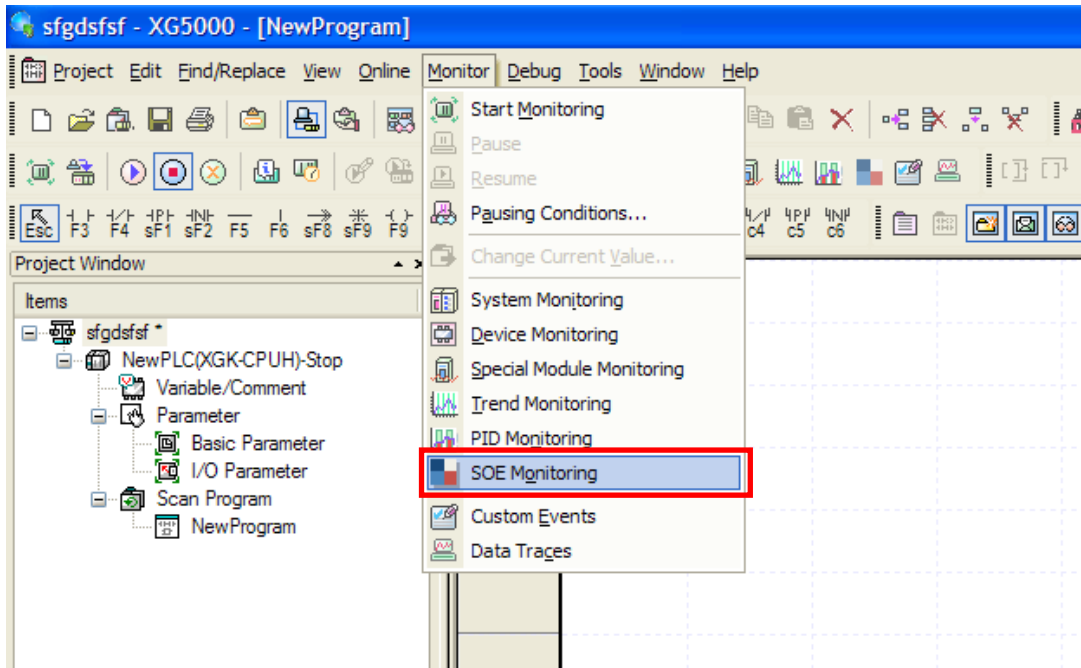 sfgdsfsf - XG5000 - [NewProgram]
Project Edit Find/Replace View Online Monitor Debug Tools Window Help
Start Monitoring
Pause
Resume
Pausing Conditions...
Change Current Value...
System Monitoring
Device Monitoring
Special Module Monitoring
Trend Monitoring
PID Monitoring
SOE Monitoring
Custom Events
Data Traces
Esc F3 F4 sF1 sF2 F5 F6 sF8 sF9 F9 c4 c5 c6
Project Window
Items
sfgdsfsf *
NewPLC(XGK-CPUH)-Stop
Variable/Comment
Parameter
Basic Parameter
I/O Parameter
Scan Program
NewProgram